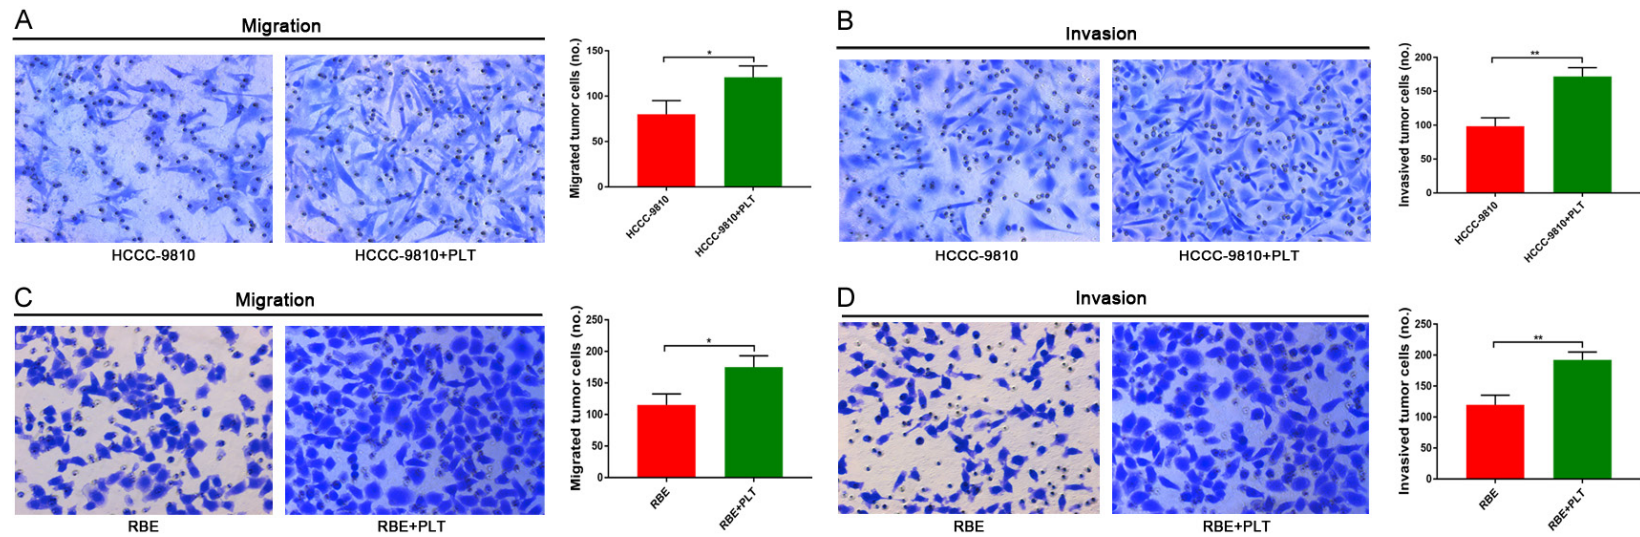 A
Migration
HCCC-9810
HCCC-9810+PLT
Migrated tumor cells (no.)
150
100
50
0
*
HCCC-9810
HCCC-9810+PLT
B
Invasion
HCCC-9810
HCCC-9810+PLT
Invasived tumor cells (no.)
200
150
100
50
0
**
HCCC-9810
HCCC-9810+PLT
C
Migration
RBE
RBE+PLT
Migrated tumor cells (no.)
250
200
150
100
50
0
*
RBE
RBE+PLT
D
Invasion
RBE
RBE+PLT
Invasived tumor cells (no.)
250
200
150
100
50
0
**
RBE
RBE+PLT